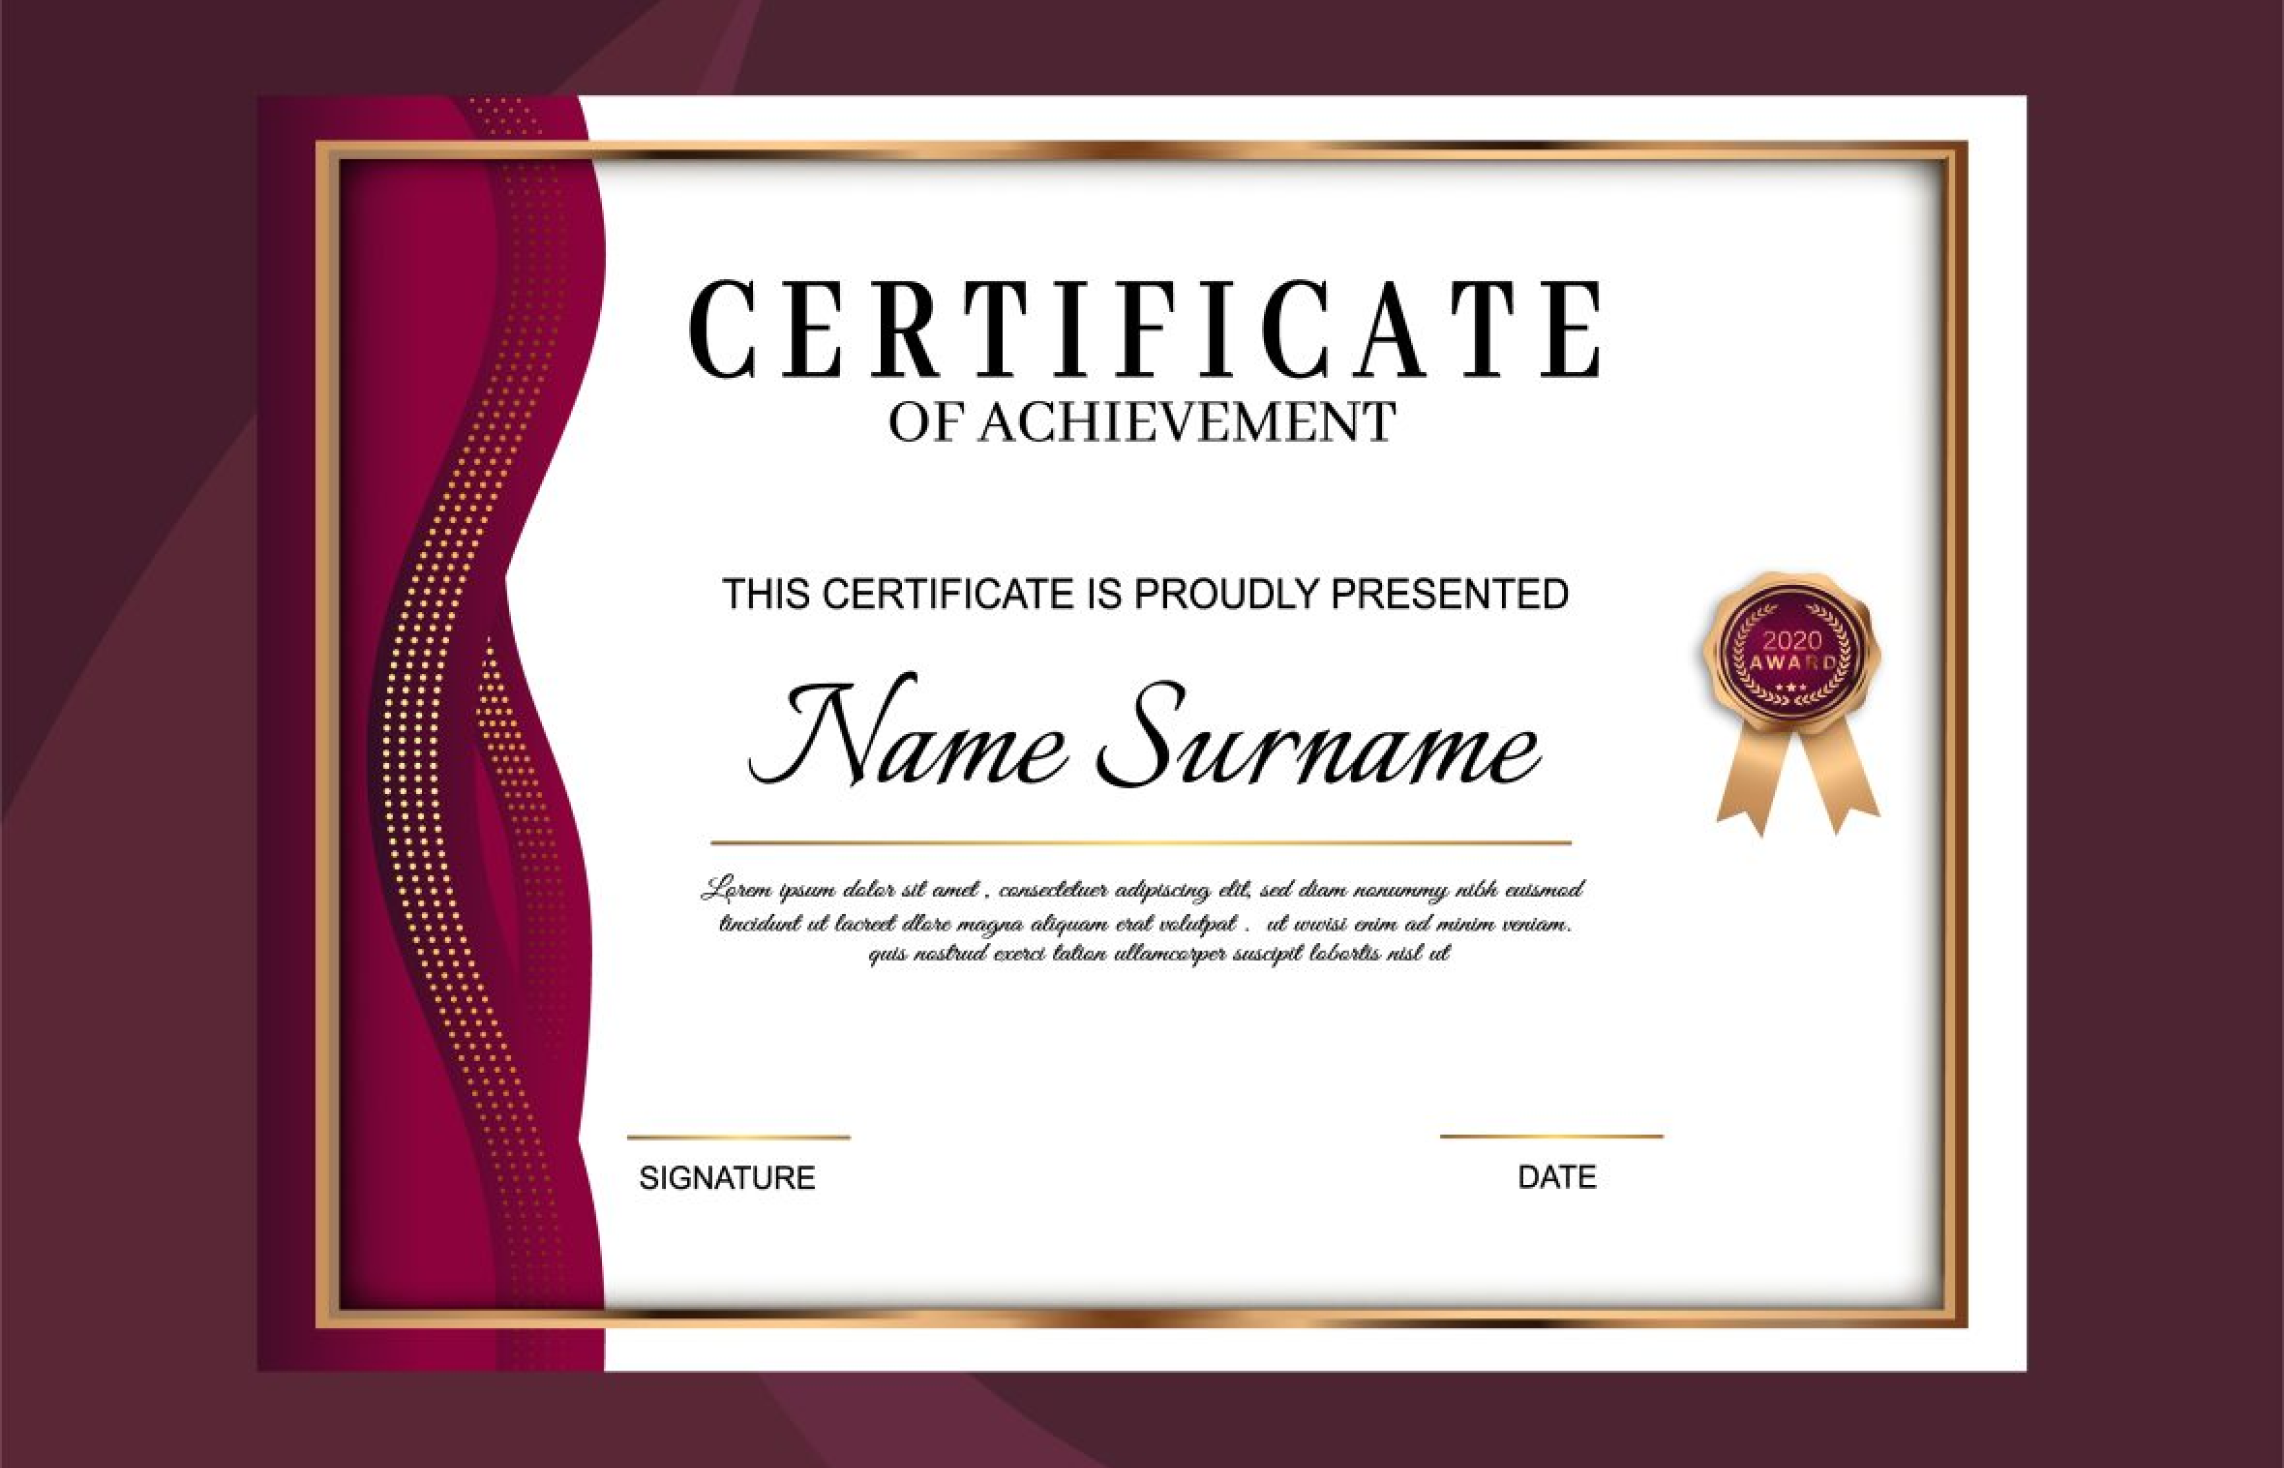 CERTIFICATE
OF ACHIEVEMENT
THIS CERTIFICATE IS PROUDLY PRESENTED
2020
AWARD
Name Surname
Lorem ipsum dolor sit amet , consectetuer adipiscing elit, sed diam nonummy nibh euismod
tincidunt ut lacreet dlore magna aliquam erat volutpat . ut wwisi enim ad minim veniam.
quis nostrud exerci tation ullamcorper suscipit lobortis nisl ut
SIGNATURE
DATE